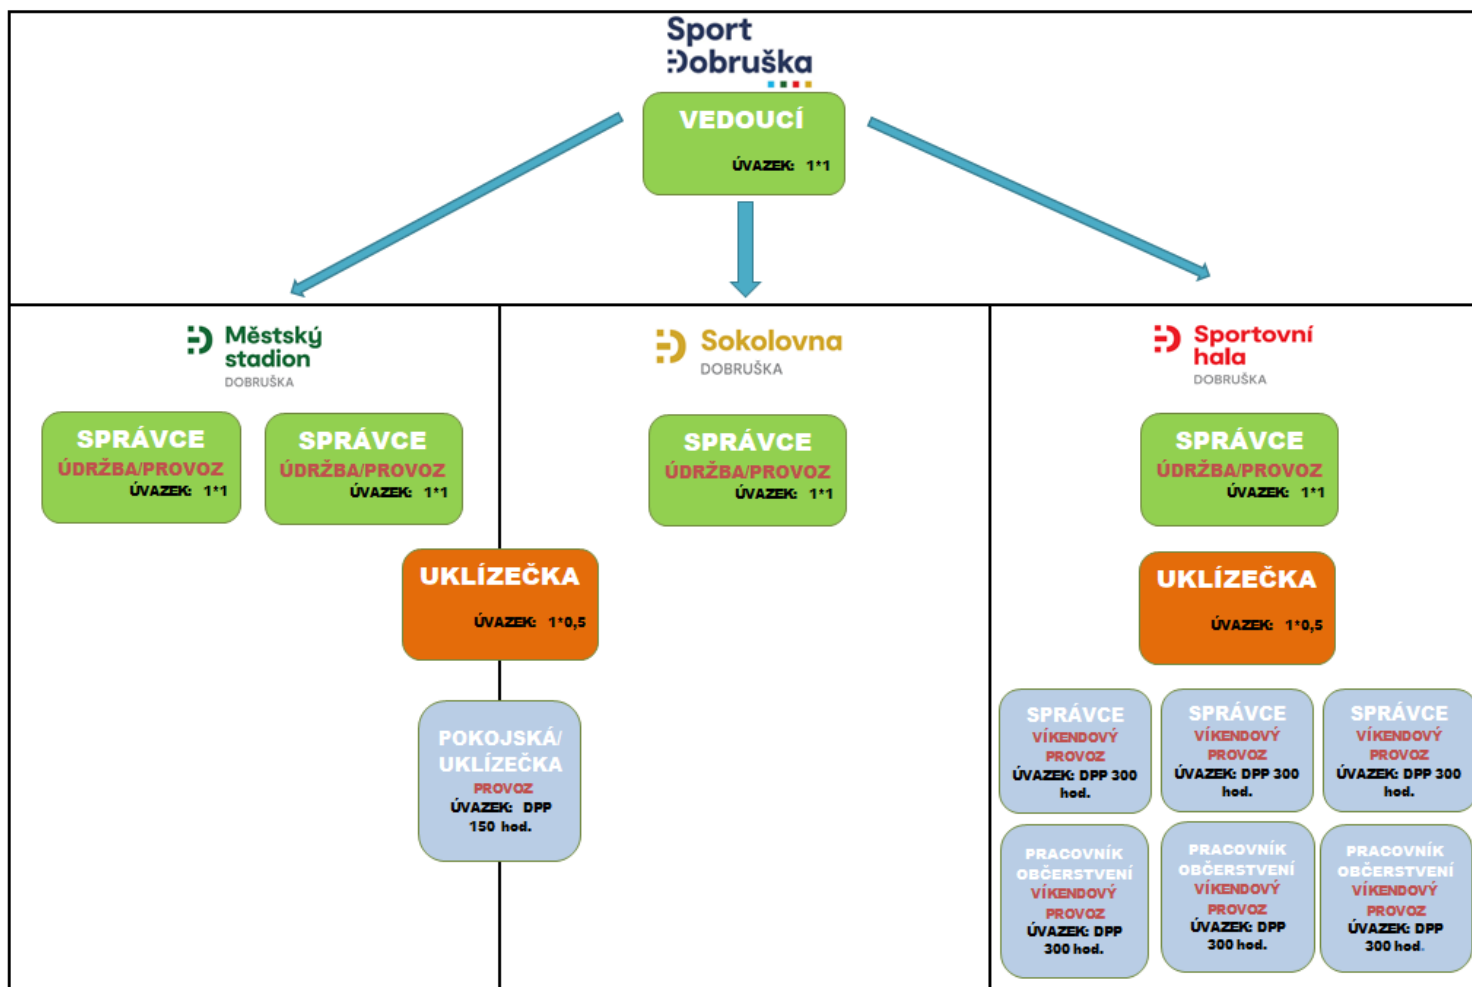 Sport
Dobruška
VEDOUCÍ
ÚVAZEK: 1*1
Městský
stadion
DOBRUŠKA
SPRÁVCE
ÚDRŽBA/PROVOZ
ÚVAZEK: 1*1
SPRÁVCE
ÚDRŽBA/PROVOZ
ÚVAZEK: 1*1
UKLÍZEČKA
ÚVAZEK: 1*0,5
POKOJSKÁ/
UKLÍZEČKA
PROVOZ
ÚVAZEK: DPP
150 hod.
Sokolovna
DOBRUŠKA
SPRÁVCE
ÚDRŽBA/PROVOZ
ÚVAZEK: 1*1
Sportovní
hala
DOBRUŠKA
SPRÁVCE
ÚDRŽBA/PROVOZ
ÚVAZEK: 1*1
UKLÍZEČKA
ÚVAZEK: 1*0,5
SPRÁVCE
VÍKENDOVÝ
PROVOZ
ÚVAZEK: DPP 300
hod.
SPRÁVCE
VÍKENDOVÝ
PROVOZ
ÚVAZEK: DPP 300
hod.
SPRÁVCE
VÍKENDOVÝ
PROVOZ
ÚVAZEK: DPP 300
hod.
PRACOVNÍK
OBČERSTVENÍ
VÍKENDOVÝ
PROVOZ
ÚVAZEK: DPP
300 hod.
PRACOVNÍK
OBČERSTVENÍ
VÍKENDOVÝ
PROVOZ
ÚVAZEK: DPP
300 hod.
PRACOVNÍK
OBČERSTVENÍ
VÍKENDOVÝ
PROVOZ
ÚVAZEK: DPP
300 hod.